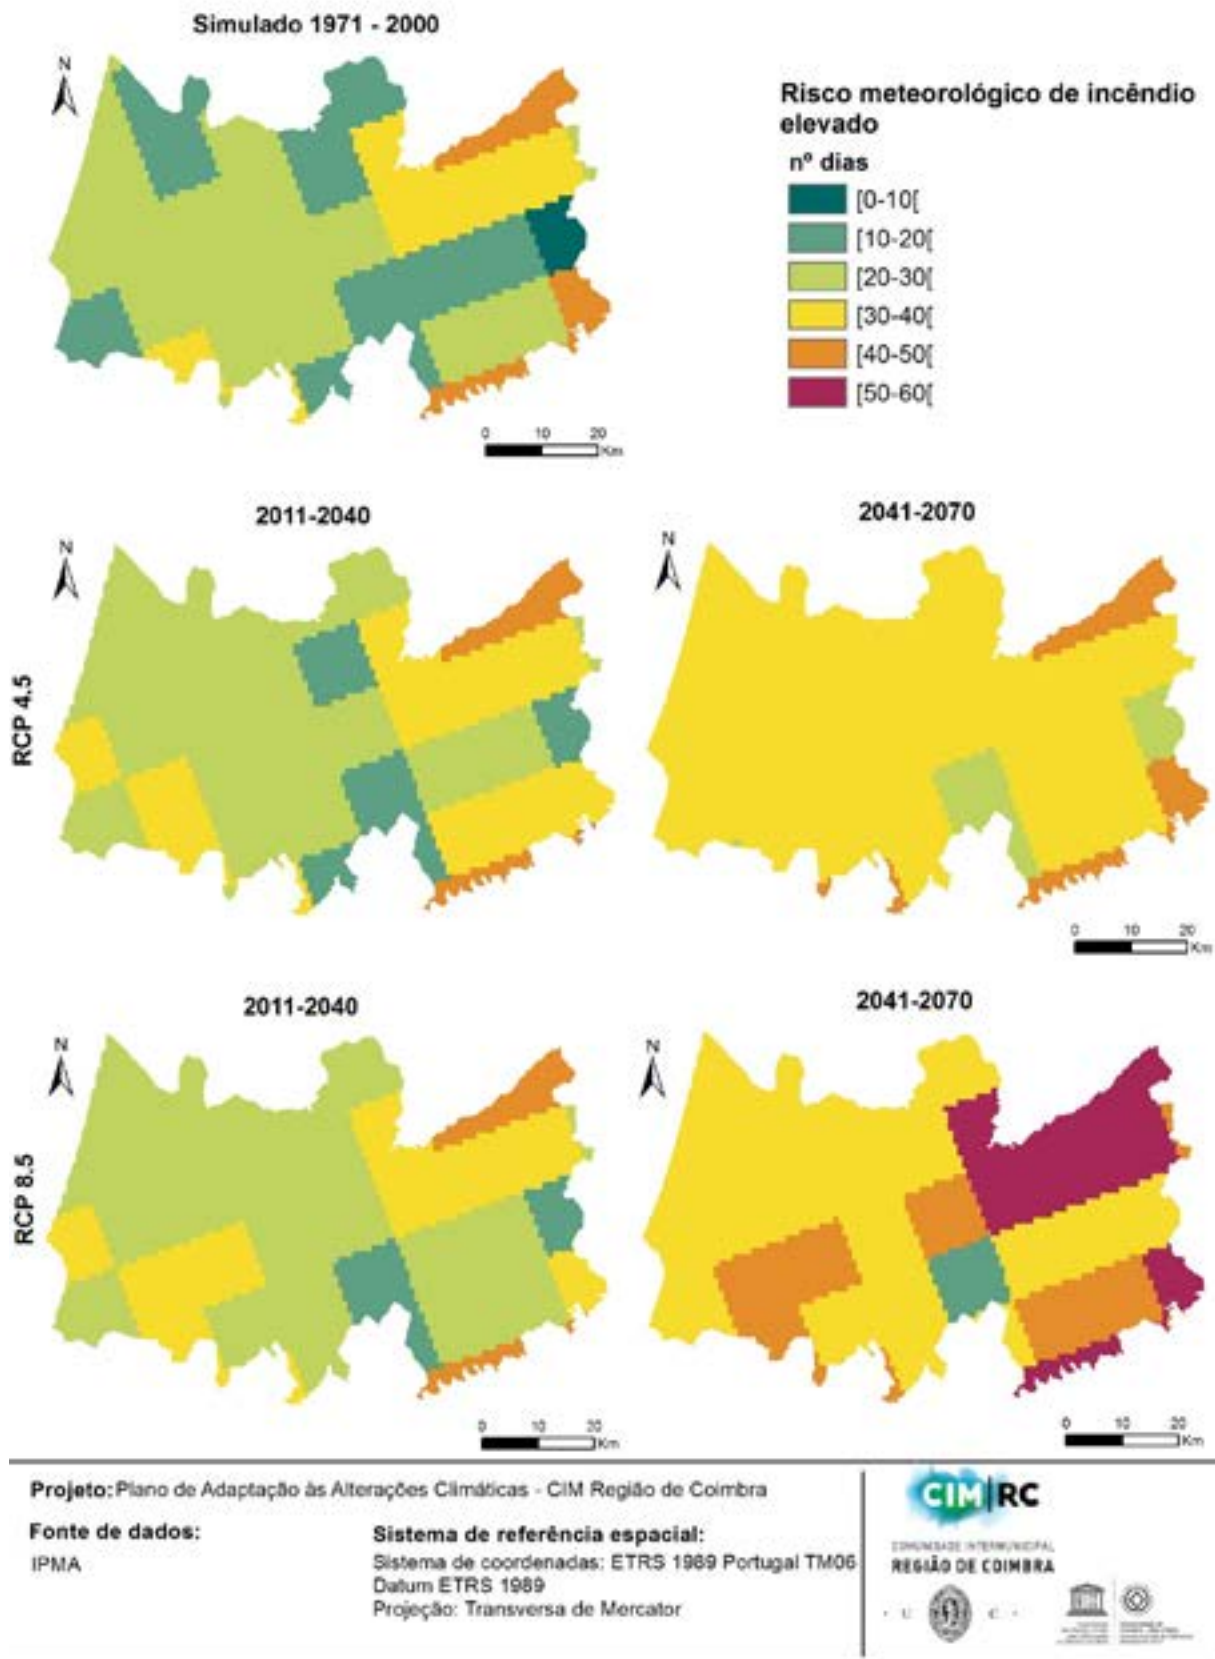 Simulado 1971 - 2000
N
Risco meteorológico de incêndio
elevado
nº dias
[0-10[
[10-20[
[20-30[
[30-40[
[40-50[
[50-60[
0 10 20
Km
2011-2040
2041-2070
N
N
RCP 4.5
0 10 20
Km
2011-2040
2041-2070
N
N
RCP 8.5
0 10 20
Km
0 10 20
Km
Projeto: Plano de Adaptação às Alterações Climáticas - CIM Região de Coimbra
Fonte de dados:
IPMA
Sistema de referência espacial:
Sistema de coordenadas: ETRS 1989 Portugal TM06
Datum ETRS 1989
Projeção: Transversa de Mercator
CIM RC
COMUNIDADE INTERMUNICIPAL
REGIÃO DE COIMBRA
· U C ·